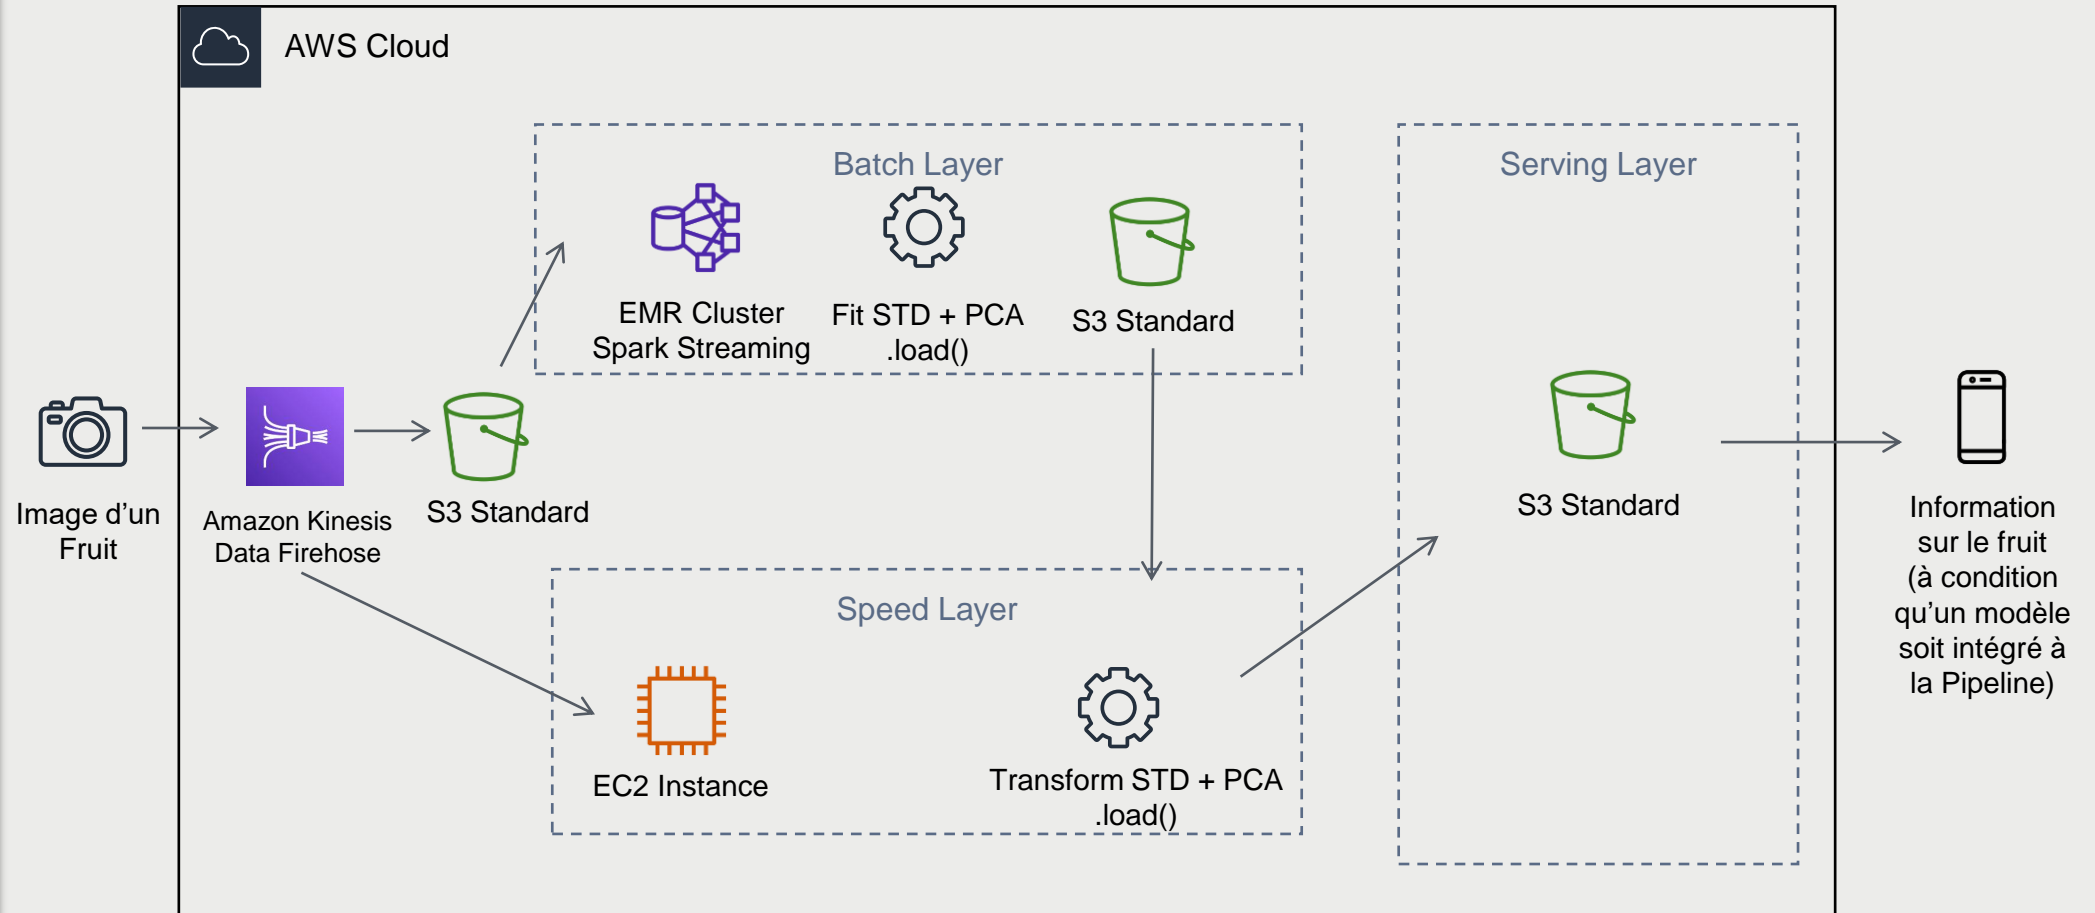 AWS Cloud
Batch Layer
EMR Cluster
Spark Streaming
Fit STD + PCA
.load()
S3 Standard
Serving Layer
S3 Standard
Image d’un
Fruit
Amazon Kinesis
Data Firehose
S3 Standard
Speed Layer
EC2 Instance
Transform STD + PCA
.load()
Information
sur le fruit
(à condition
qu’un modèle
soit intégré à
la Pipeline)